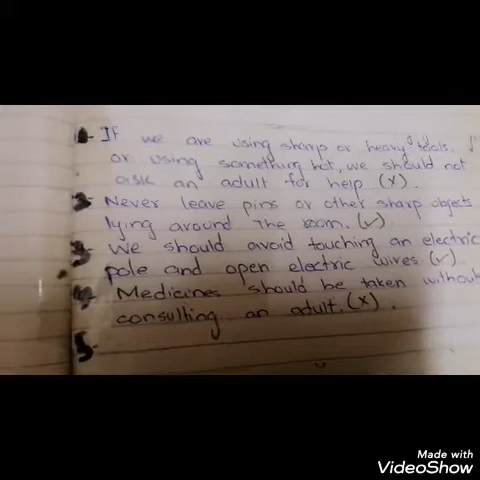 1- If we are using sharp or heavy tools.
or using something hot, we should not
ask an adult for help (x).
2- Never leave pins or other sharp objects
lying around the room. (✓)
3- We should avoid touching an electric
pole and open electric wires. (✓)
4- Medicines should be taken without
consulting an adult. (x).
5-
Made with
VideoShow